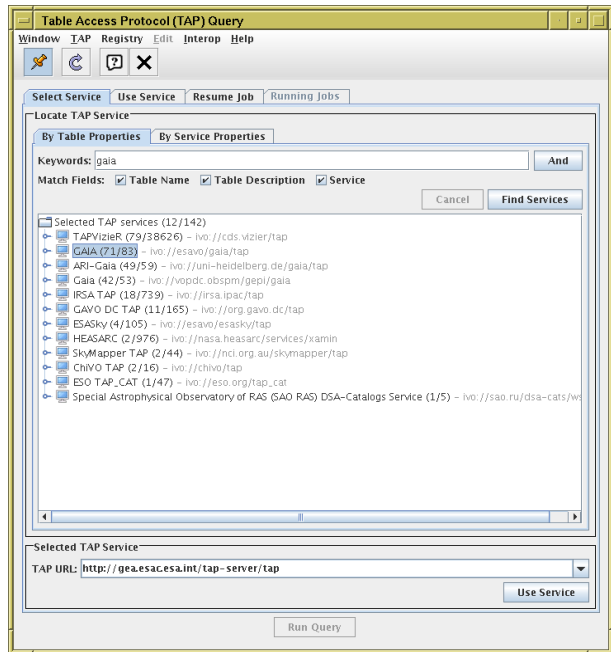 Table Access Protocol (TAP) Query
Window TAP Registry Edit Interop Help
Select Service Use Service Resume Job Running Jobs
Locate TAP Service
By Table Properties By Service Properties
Keywords: gaia And
Match Fields: Table Name Table Description Service
Cancel Find Services
Selected TAP services (12/142)
TAPVizieR (79/38626) - ivo://cds.vizier/tap
GAIA (71/83) - ivo://esavo/gaia/tap
ARI-Gaia (49/59) - ivo://uni-heidelberg.de/gaia/tap
Gaia (42/53) - ivo://vopdc.obspm/gepi/gaia
IRSA TAP (18/739) - ivo://irsa.ipac/tap
GAVO DC TAP (11/165) - ivo://org.gavo.dc/tap
ESASky (4/105) - ivo://esavo/esasky/tap
HEASARC (2/976) - ivo://nasa.heasarc/services/xamin
SkyMapper TAP (2/44) - ivo://nci.org.au/skymapper/tap
ChiVO TAP (2/16) - ivo://chivo/tap
ESO TAP_CAT (1/47) - ivo://eso.org/tap_cat
Special Astrophysical Observatory of RAS (SAO RAS) DSA-Catalogs Service (1/5) - ivo://sao.ru/dsa-cats/ws
Selected TAP Service
TAP URL: http://gea.esac.esa.int/tap-server/tap
Use Service
Run Query